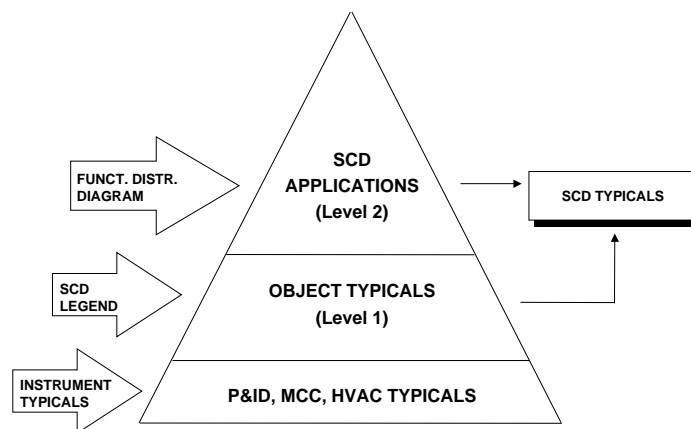 SCD
APPLICATIONS
(Level 2)
FUNCT. DISTR.
DIAGRAM
SCD TYPICALS
SCD
LEGEND
OBJECT TYPICALS
(Level 1)
INSTRUMENT
TYPICALS
P&ID, MCC, HVAC TYPICALS